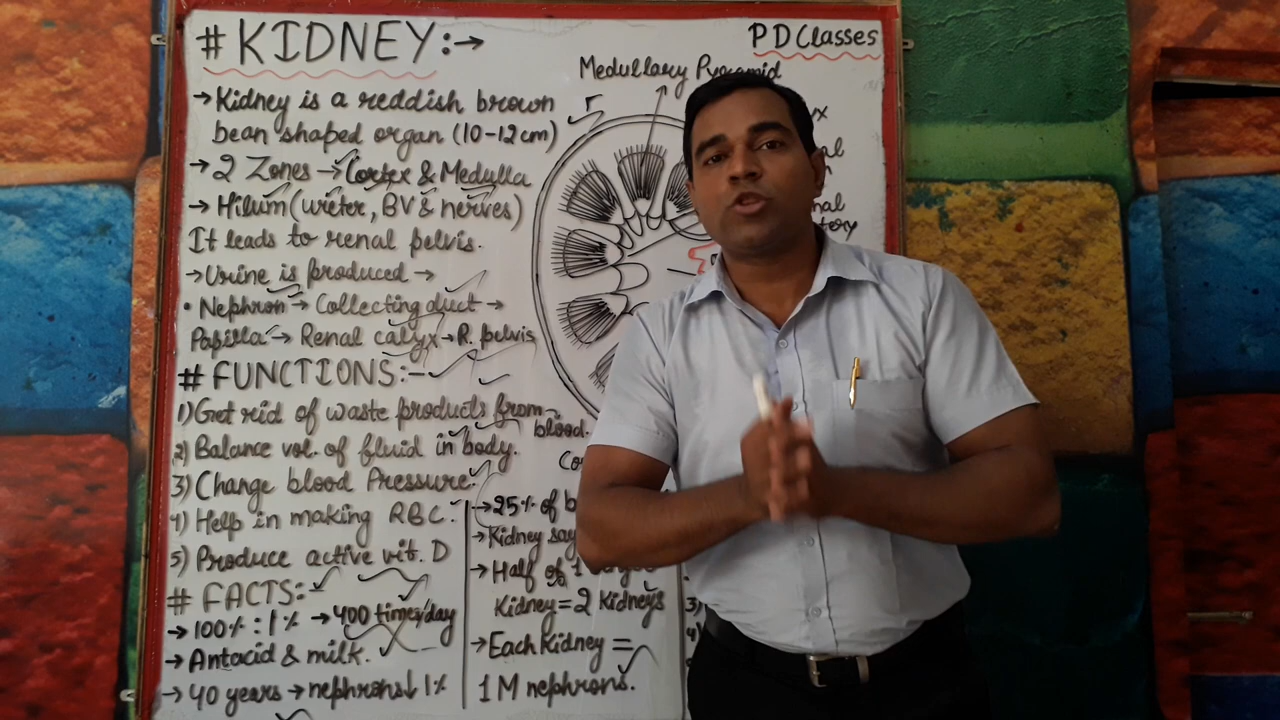 # KIDNEY:→
PD Classes
Medullary Pyramid
→ Kidney is a reddish brown
bean shaped organ (10-12cm)
→ 2 Zones → Cortex & Medulla
→ Hilum (ureter, BV & nerves)
It leads to renal pelvis.
→ Urine is produced →
• Nephron → Collecting duct →
Papilla → Renal calyx → R. pelvis
# FUNCTIONS:-
1) Get rid of waste products from
blood.
2) Balance vol. of fluid in body.
3) Change blood Pressure.
4) Help in making RBC.
5) Produce active vit. D
# FACTS:-
→ 100% : 1% → 400 times/day
→ Antacid & milk.
→ 40 years → nephrons↓ 1%
→ 25% of
→ Kidney
→ Half of 1
Kidney = 2 Kidneys
→ Each Kidney =
1 M nephrons.
3)
4)